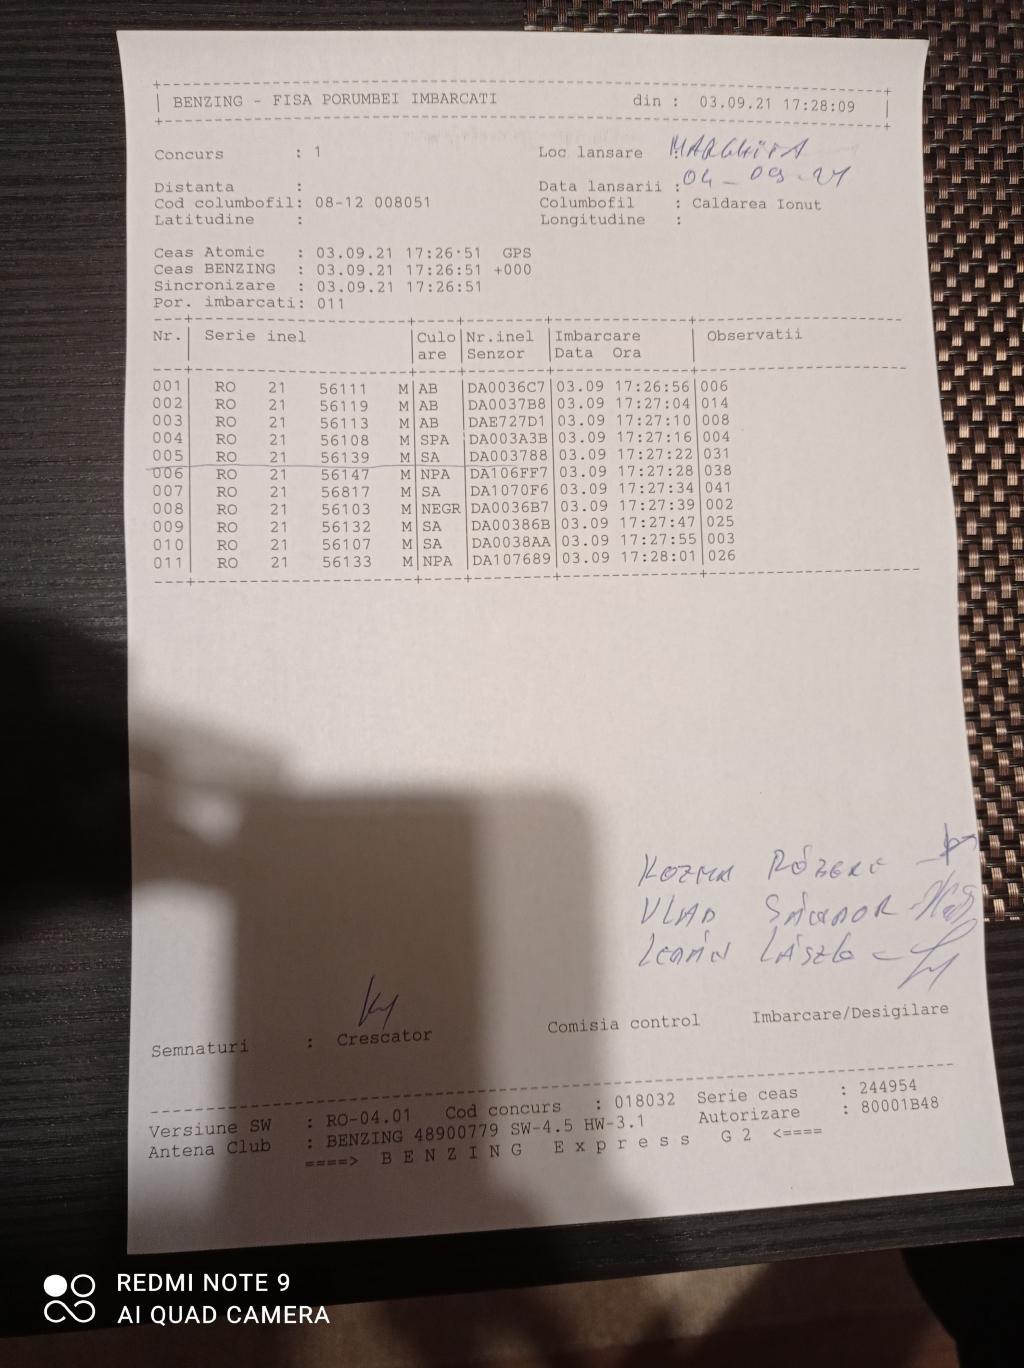 +------------------------------------------------+
| BENZING - FISA PORUMBEI IMBARCATI din : 03.09.21 17:28:09 |
+------------------------------------------------+
Concurs : 1 Loc lansare MARGHITA
Distanta : Data lansarii : 04-09-21
Cod columbofil: 08-12 008051 Columbofil : Caldarea Ionut
Latitudine : Longitudine :
Ceas Atomic : 03.09.21 17:26:51 GPS
Ceas BENZING : 03.09.21 17:26:51 +000
Sincronizare : 03.09.21 17:26:51
Por. imbarcati: 011
Nr.| Serie inel |Culo|Nr.inel |Imbarcare | Observatii
| |are |Senzor |Data Ora |
001| RO 21 56111 M|AB |DA0036C7|03.09 17:26:56|006
002| RO 21 56119 M|AB |DA0037B8|03.09 17:27:04|014
003| RO 21 56113 M|AB |DAE727D1|03.09 17:27:10|008
004| RO 21 56108 M|SPA |DA003A3B|03.09 17:27:16|004
005| RO 21 56139 M|SA |DA003788|03.09 17:27:22|031
006| RO 21 56147 M|NPA |DA106FF7|03.09 17:27:28|038
007| RO 21 56817 M|SA |DA1070F6|03.09 17:27:34|041
008| RO 21 56103 M|NEGR|DA0036B7|03.09 17:27:39|002
009| RO 21 56132 M|SA |DA00386B|03.09 17:27:47|025
010| RO 21 56107 M|SA |DA0038AA|03.09 17:27:55|003
011| RO 21 56133 M|NPA |DA107689|03.09 17:28:01|026
KOZMA RÓBERT
VLAD SÁNDOR
LÁSZLÓ
Semnaturi : Crescator Comisia control Imbarcare/Desigilare
Versiune SW : RO-04.01 Cod concurs : 018032 Serie ceas : 244954
Antena Club : BENZING 48900779 SW-4.5 HW-3.1 Autorizare : 80001B48
====> B E N Z I N G E x p r e s s G 2 <====
REDMI NOTE 9
AI QUAD CAMERA